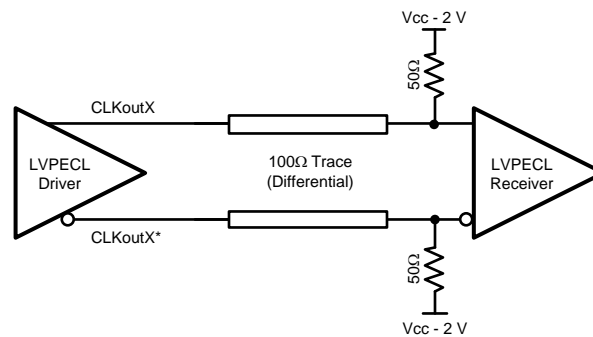 Vcc - 2 V
50Ω
CLKoutX
LVPECL
Driver
100Ω Trace
(Differential)
LVPECL
Receiver
CLKoutX*
50Ω
Vcc - 2 V